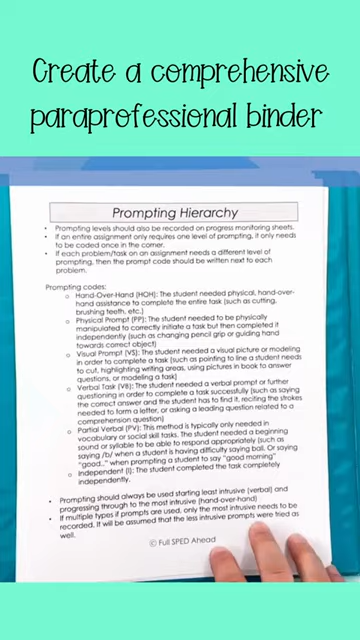 Create a comprehensive
paraprofessional binder
Prompting Hierarchy
• Prompting levels should also be recorded on progress monitoring sheets.
• If an entire assignment only requires one level of prompting, it only needs
to be coded once in the corner.
• If each problem/task on an assignment needs a different level of
prompting, then the prompt code should be written next to each
problem.
Prompting codes:
o Hand-Over-Hand (HOH): The student needed physical, hand-over-
hand assistance to complete the entire task (such as cutting,
brushing teeth, etc.)
o Physical Prompt (PP): The student needed to be physically
manipulated to correctly initiate a task but then completed it
independently (such as changing pencil grip or guiding hand
towards correct object)
o Visual Prompt (VS): The student needed a visual picture or modeling
in order to complete a task (such as pointing to line a student needs
to cut, highlighting writing areas, using pictures in book to answer
questions, or modeling a task)
o Verbal Task (VB): The student needed a verbal prompt or further
questioning in order to complete a task successfully (such as saying
the correct answer and the student has to find it, reciting the strokes
needed to form a letter, or asking a leading question related to a
comprehension question)
o Partial Verbal (PV): This method is typically only needed in
vocabulary or social skill tasks. The student needed a beginning
sound or syllable to be able to respond appropriately (such as
saying /b/ when a student is having difficulty saying ball. Or saying
"good.." when prompting a student to say "good morning"
o Independent (I): The student completed the task completely
independently.
• Prompting should always be used starting least intrusive (verbal) and
progressing through to the most intrusive (hand-over-hand)
• If multiple types if prompts are used, only the most intrusive needs to be
recorded. It will be assumed that the less intrusive prompts were tried as
well.
© Full SPED Ahead